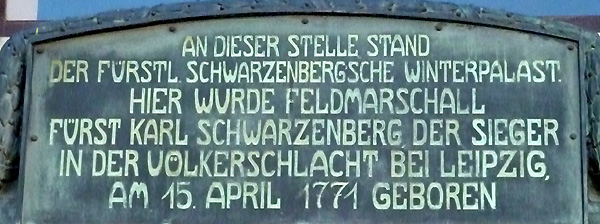 AN DIESER STELLE STAND
DER FÜRSTL. SCHWARZENBERGSCHE WINTERPALAST.
HIER WURDE FELDMARSCHALL
FÜRST KARL SCHWARZENBERG, DER SIEGER
IN DER VÖLKERSCHLACHT BEI LEIPZIG,
AM 15. APRIL 1771 GEBOREN